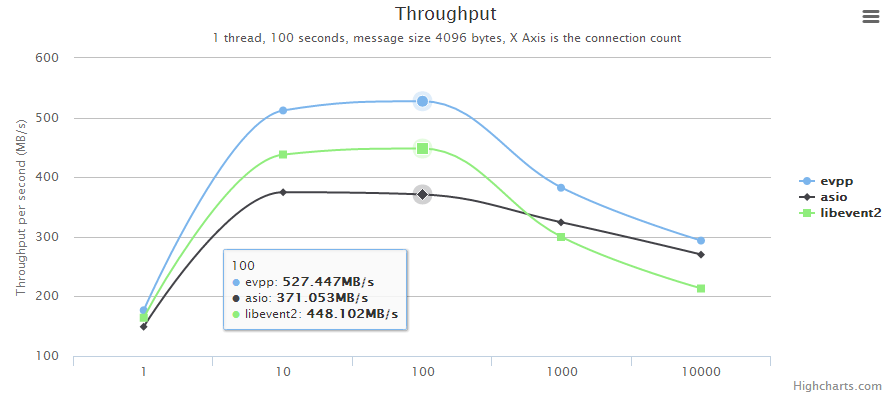 Throughput
1 thread, 100 seconds, message size 4096 bytes, X Axis is the connection count
Throughput per second (MB/s)
600
500
400
300
200
100
1 10 100 1000 10000
100
evpp: 527.447MB/s
asio: 371.053MB/s
libevent2: 448.102MB/s
evpp
asio
libevent2
Highcharts.com